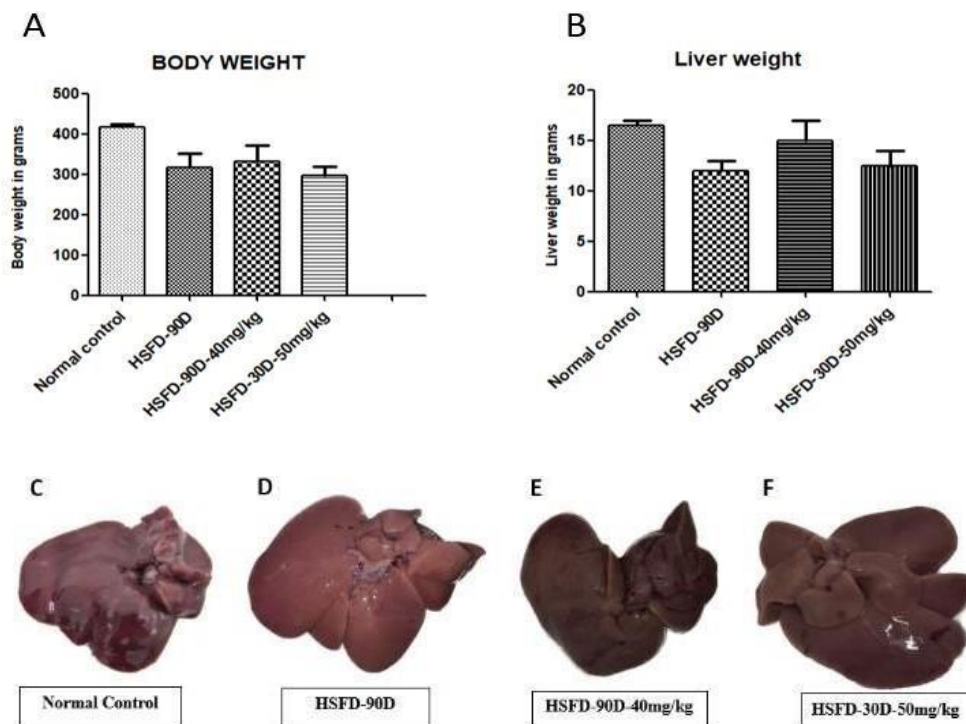 A
BODY WEIGHT
Body weight in grams
500
400
300
200
100
0
Normal control
HSFD-90D
HSFD-90D-40mg/kg
HSFD-30D-50mg/kg
B
Liver weight
Liver weight in grams
20
15
10
5
0
Normal control
HSFD-90D
HSFD-90D-40mg/kg
HSFD-30D-50mg/kg
C
D
E
F
Normal Control
HSFD-90D
HSFD-90D-40mg/kg
HSFD-30D-50mg/kg